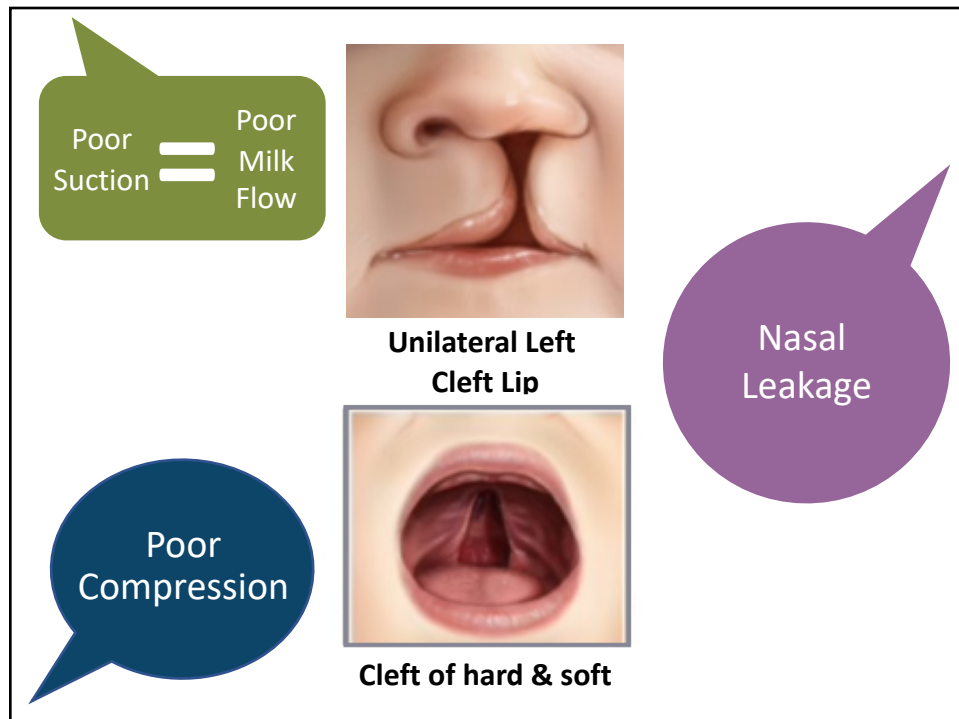 Poor
Suction
=
Poor
Milk
Flow
Unilateral Left
Cleft Lip
Nasal
Leakage
Poor
Compression
Cleft of hard & soft